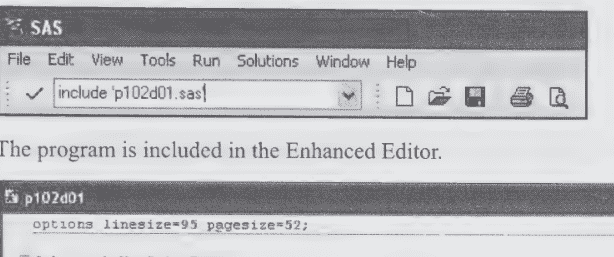 SAS
File Edit View Tools Run Solutions Window Help
include 'p102d01.sas
The program is included in the Enhanced Editor.
p102d01
options linesize=95 pagesize=52;